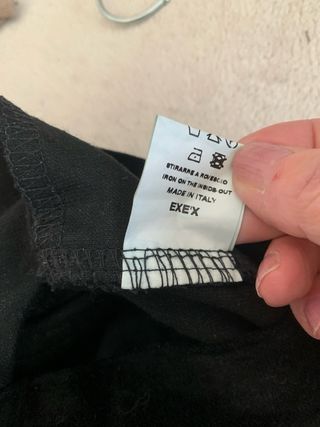 STIRARE A ROVESCIO
IRON ON THE INSIDE-OUT
MADE IN ITALY
EXE'X